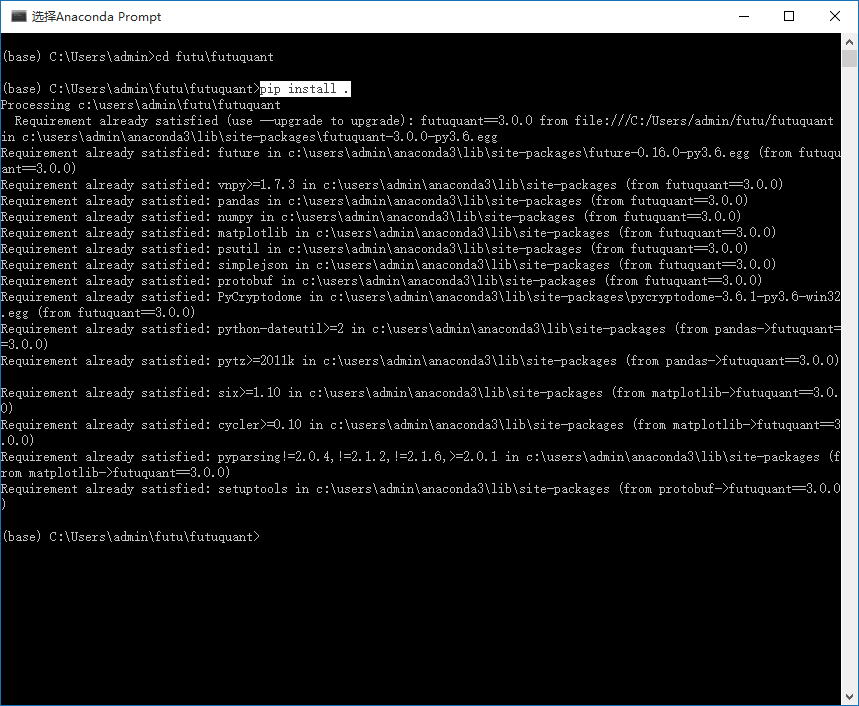 选择Anaconda Prompt
(base) C:\Users\admin>cd futu\futuquant
(base) C:\Users\admin\futu\futuquant>pip install .
Processing c:\users\admin\futu\futuquant
  Requirement already satisfied (use --upgrade to upgrade): futuquant==3.0.0 from file:///C:/Users/admin/futu/futuquant
in c:\users\admin\anaconda3\lib\site-packages\futuquant-3.0.0-py3.6.egg
Requirement already satisfied: future in c:\users\admin\anaconda3\lib\site-packages\future-0.16.0-py3.6.egg (from futuqu
ant==3.0.0)
Requirement already satisfied: vnpy>=1.7.3 in c:\users\admin\anaconda3\lib\site-packages (from futuquant==3.0.0)
Requirement already satisfied: pandas in c:\users\admin\anaconda3\lib\site-packages (from futuquant==3.0.0)
Requirement already satisfied: numpy in c:\users\admin\anaconda3\lib\site-packages (from futuquant==3.0.0)
Requirement already satisfied: matplotlib in c:\users\admin\anaconda3\lib\site-packages (from futuquant==3.0.0)
Requirement already satisfied: psutil in c:\users\admin\anaconda3\lib\site-packages (from futuquant==3.0.0)
Requirement already satisfied: simplejson in c:\users\admin\anaconda3\lib\site-packages (from futuquant==3.0.0)
Requirement already satisfied: protobuf in c:\users\admin\anaconda3\lib\site-packages (from futuquant==3.0.0)
Requirement already satisfied: PyCryptodome in c:\users\admin\anaconda3\lib\site-packages\pycryptodome-3.6.1-py3.6-win32
.egg (from futuquant==3.0.0)
Requirement already satisfied: python-dateutil>=2 in c:\users\admin\anaconda3\lib\site-packages (from pandas->futuquant=
=3.0.0)
Requirement already satisfied: pytz>=2011k in c:\users\admin\anaconda3\lib\site-packages (from pandas->futuquant==3.0.0)
Requirement already satisfied: six>=1.10 in c:\users\admin\anaconda3\lib\site-packages (from matplotlib->futuquant==3.0.
0)
Requirement already satisfied: cycler>=0.10 in c:\users\admin\anaconda3\lib\site-packages (from matplotlib->futuquant==3
.0.0)
Requirement already satisfied: pyparsing!=2.0.4,!=2.1.2,!=2.1.6,>=2.0.1 in c:\users\admin\anaconda3\lib\site-packages (f
rom matplotlib->futuquant==3.0.0)
Requirement already satisfied: setuptools in c:\users\admin\anaconda3\lib\site-packages (from protobuf->futuquant==3.0.0
)
(base) C:\Users\admin\futu\futuquant>